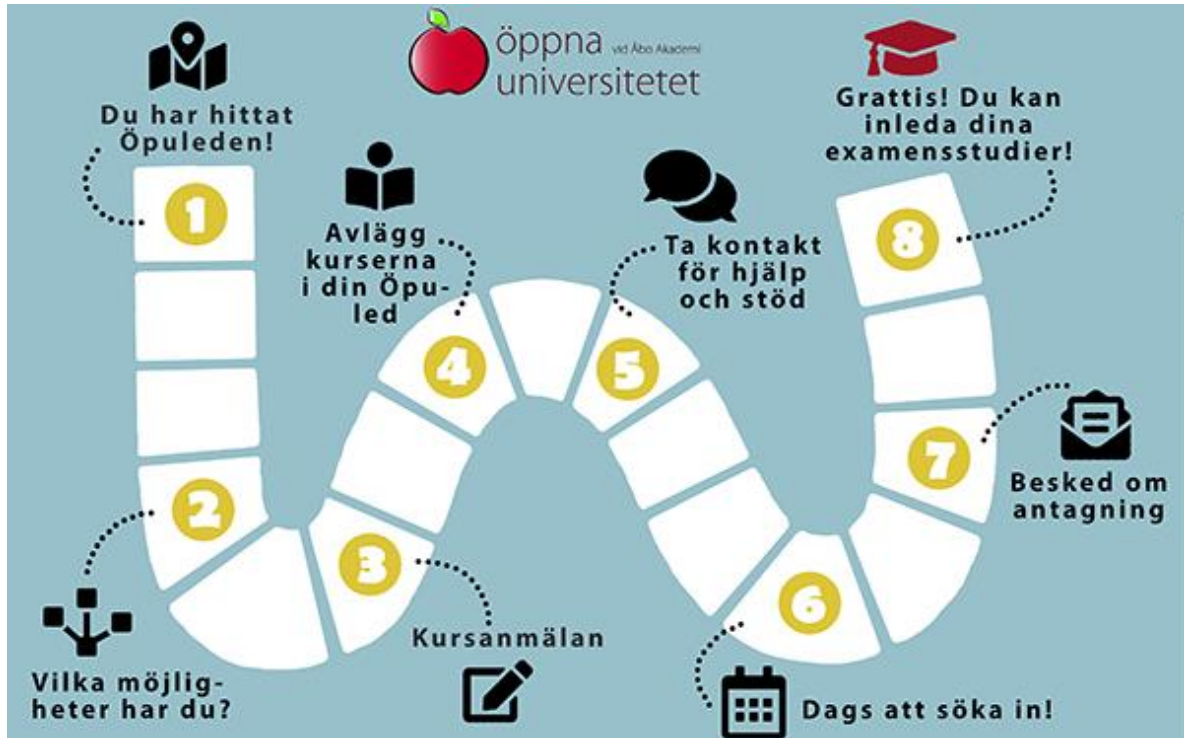 öppna vid Åbo Akademi
universitetet
Du har hittat
Öpuleden!
1
2
Vilka möjlig-
heter har du?
3
Kursanmälan
Avlägg
kurserna
i din Öpu-
led
4
Ta kontakt
för hjälp
och stöd
5
6
Dags att söka in!
7
Besked om
antagning
Grattis! Du kan
inleda dina
examensstudier!
8